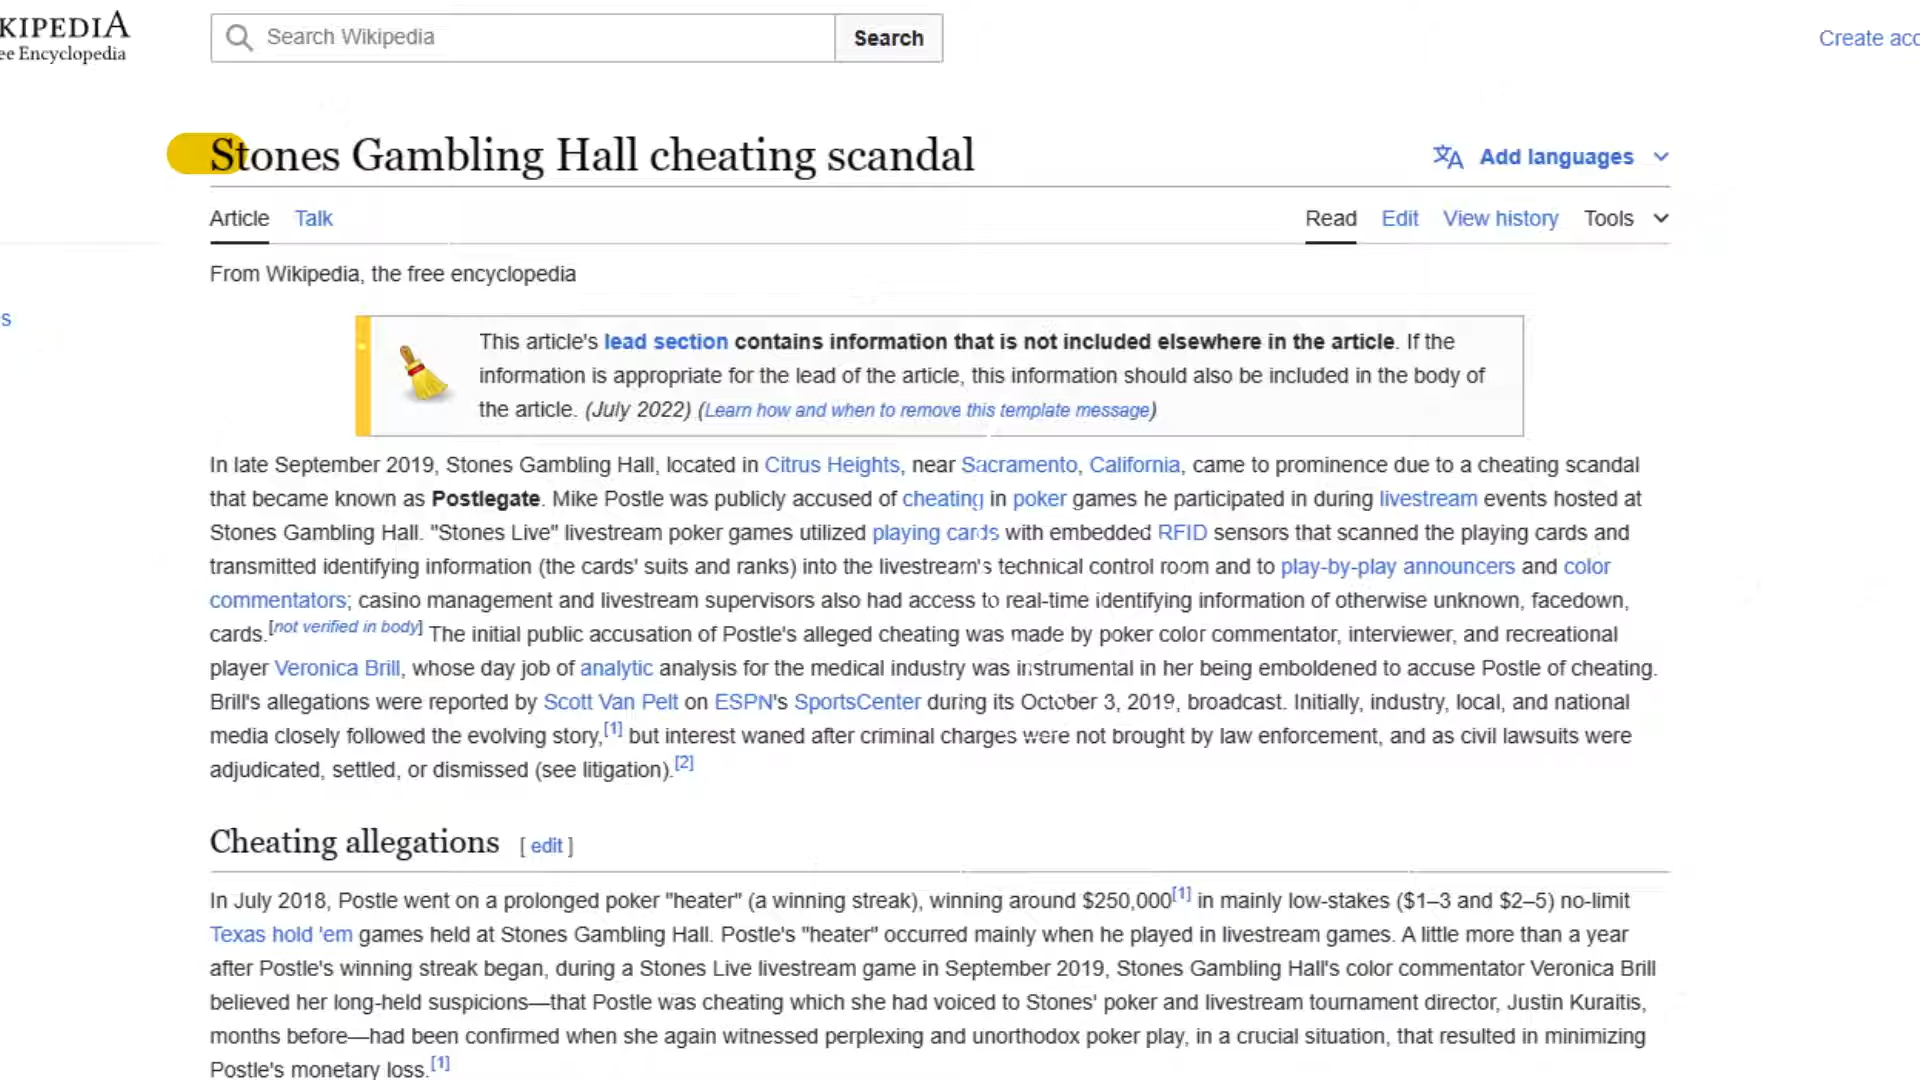 KIPEDIA
ee Encyclopedia
Search Wikipedia
Search
Create acc
Stones Gambling Hall cheating scandal
Add languages
Article
Talk
Read
Edit
View history
Tools
From Wikipedia, the free encyclopedia
s
This article's lead section contains information that is not included elsewhere in the article. If the
information is appropriate for the lead of the article, this information should also be included in the body of
the article. (July 2022) (Learn how and when to remove this template message)
In late September 2019, Stones Gambling Hall, located in Citrus Heights, near Sacramento, California, came to prominence due to a cheating scandal
that became known as Postlegate. Mike Postle was publicly accused of cheating in poker games he participated in during livestream events hosted at
Stones Gambling Hall. "Stones Live" livestream poker games utilized playing cards with embedded RFID sensors that scanned the playing cards and
transmitted identifying information (the cards' suits and ranks) into the livestream's technical control room and to play-by-play announcers and color
commentators; casino management and livestream supervisors also had access to real-time identifying information of otherwise unknown, facedown,
cards.[not verified in body] The initial public accusation of Postle's alleged cheating was made by poker color commentator, interviewer, and recreational
player Veronica Brill, whose day job of analytic analysis for the medical industry was instrumental in her being emboldened to accuse Postle of cheating.
Brill's allegations were reported by Scott Van Pelt on ESPN's SportsCenter during its October 3, 2019, broadcast. Initially, industry, local, and national
media closely followed the evolving story,[1] but interest waned after criminal charges were not brought by law enforcement, and as civil lawsuits were
adjudicated, settled, or dismissed (see litigation).[2]
Cheating allegations [ edit ]
In July 2018, Postle went on a prolonged poker "heater" (a winning streak), winning around $250,000[1] in mainly low-stakes ($1–3 and $2–5) no-limit
Texas hold 'em games held at Stones Gambling Hall. Postle's "heater" occurred mainly when he played in livestream games. A little more than a year
after Postle's winning streak began, during a Stones Live livestream game in September 2019, Stones Gambling Hall's color commentator Veronica Brill
believed her long-held suspicions—that Postle was cheating which she had voiced to Stones' poker and livestream tournament director, Justin Kuraitis,
months before—had been confirmed when she again witnessed perplexing and unorthodox poker play, in a crucial situation, that resulted in minimizing
Postle's monetary loss.[1]